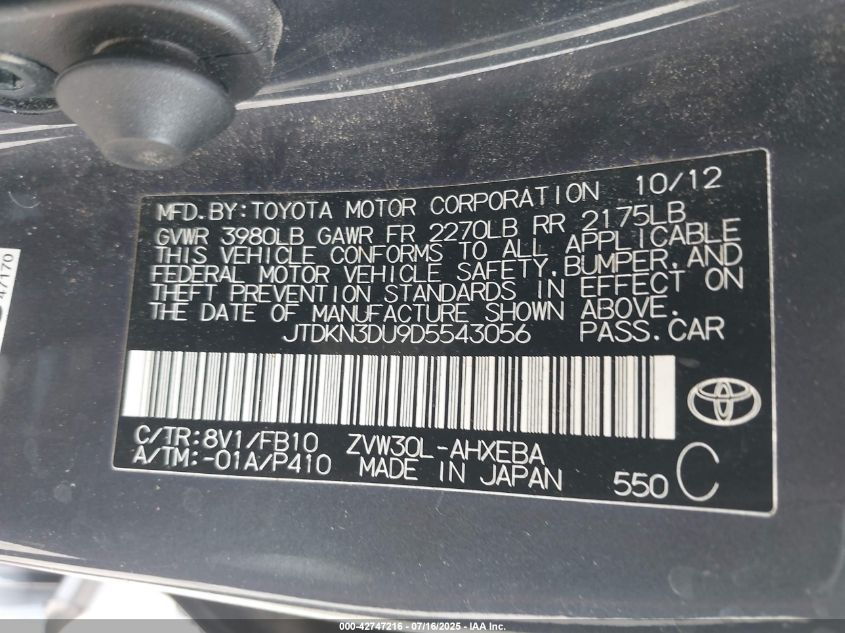 47170
MFD. BY: TOYOTA MOTOR CORPORATION 10/12
GVWR 3980LB GAWR FR 2270LB RR 2175LB
THIS VEHICLE CONFORMS TO ALL APPLICABLE
FEDERAL MOTOR VEHICLE SAFETY, BUMPER, AND
THEFT PREVENTION STANDARDS IN EFFECT ON
THE DATE OF MANUFACTURE SHOWN ABOVE.
JTDKN3DU9D5543056 PASS. CAR
C/TR: 8V1/FB10 ZVW30L-AHXEBA
A/TM: -01A/P410 MADE IN JAPAN 550 C
000-42747216 - 07/16/2025 - IAA Inc.